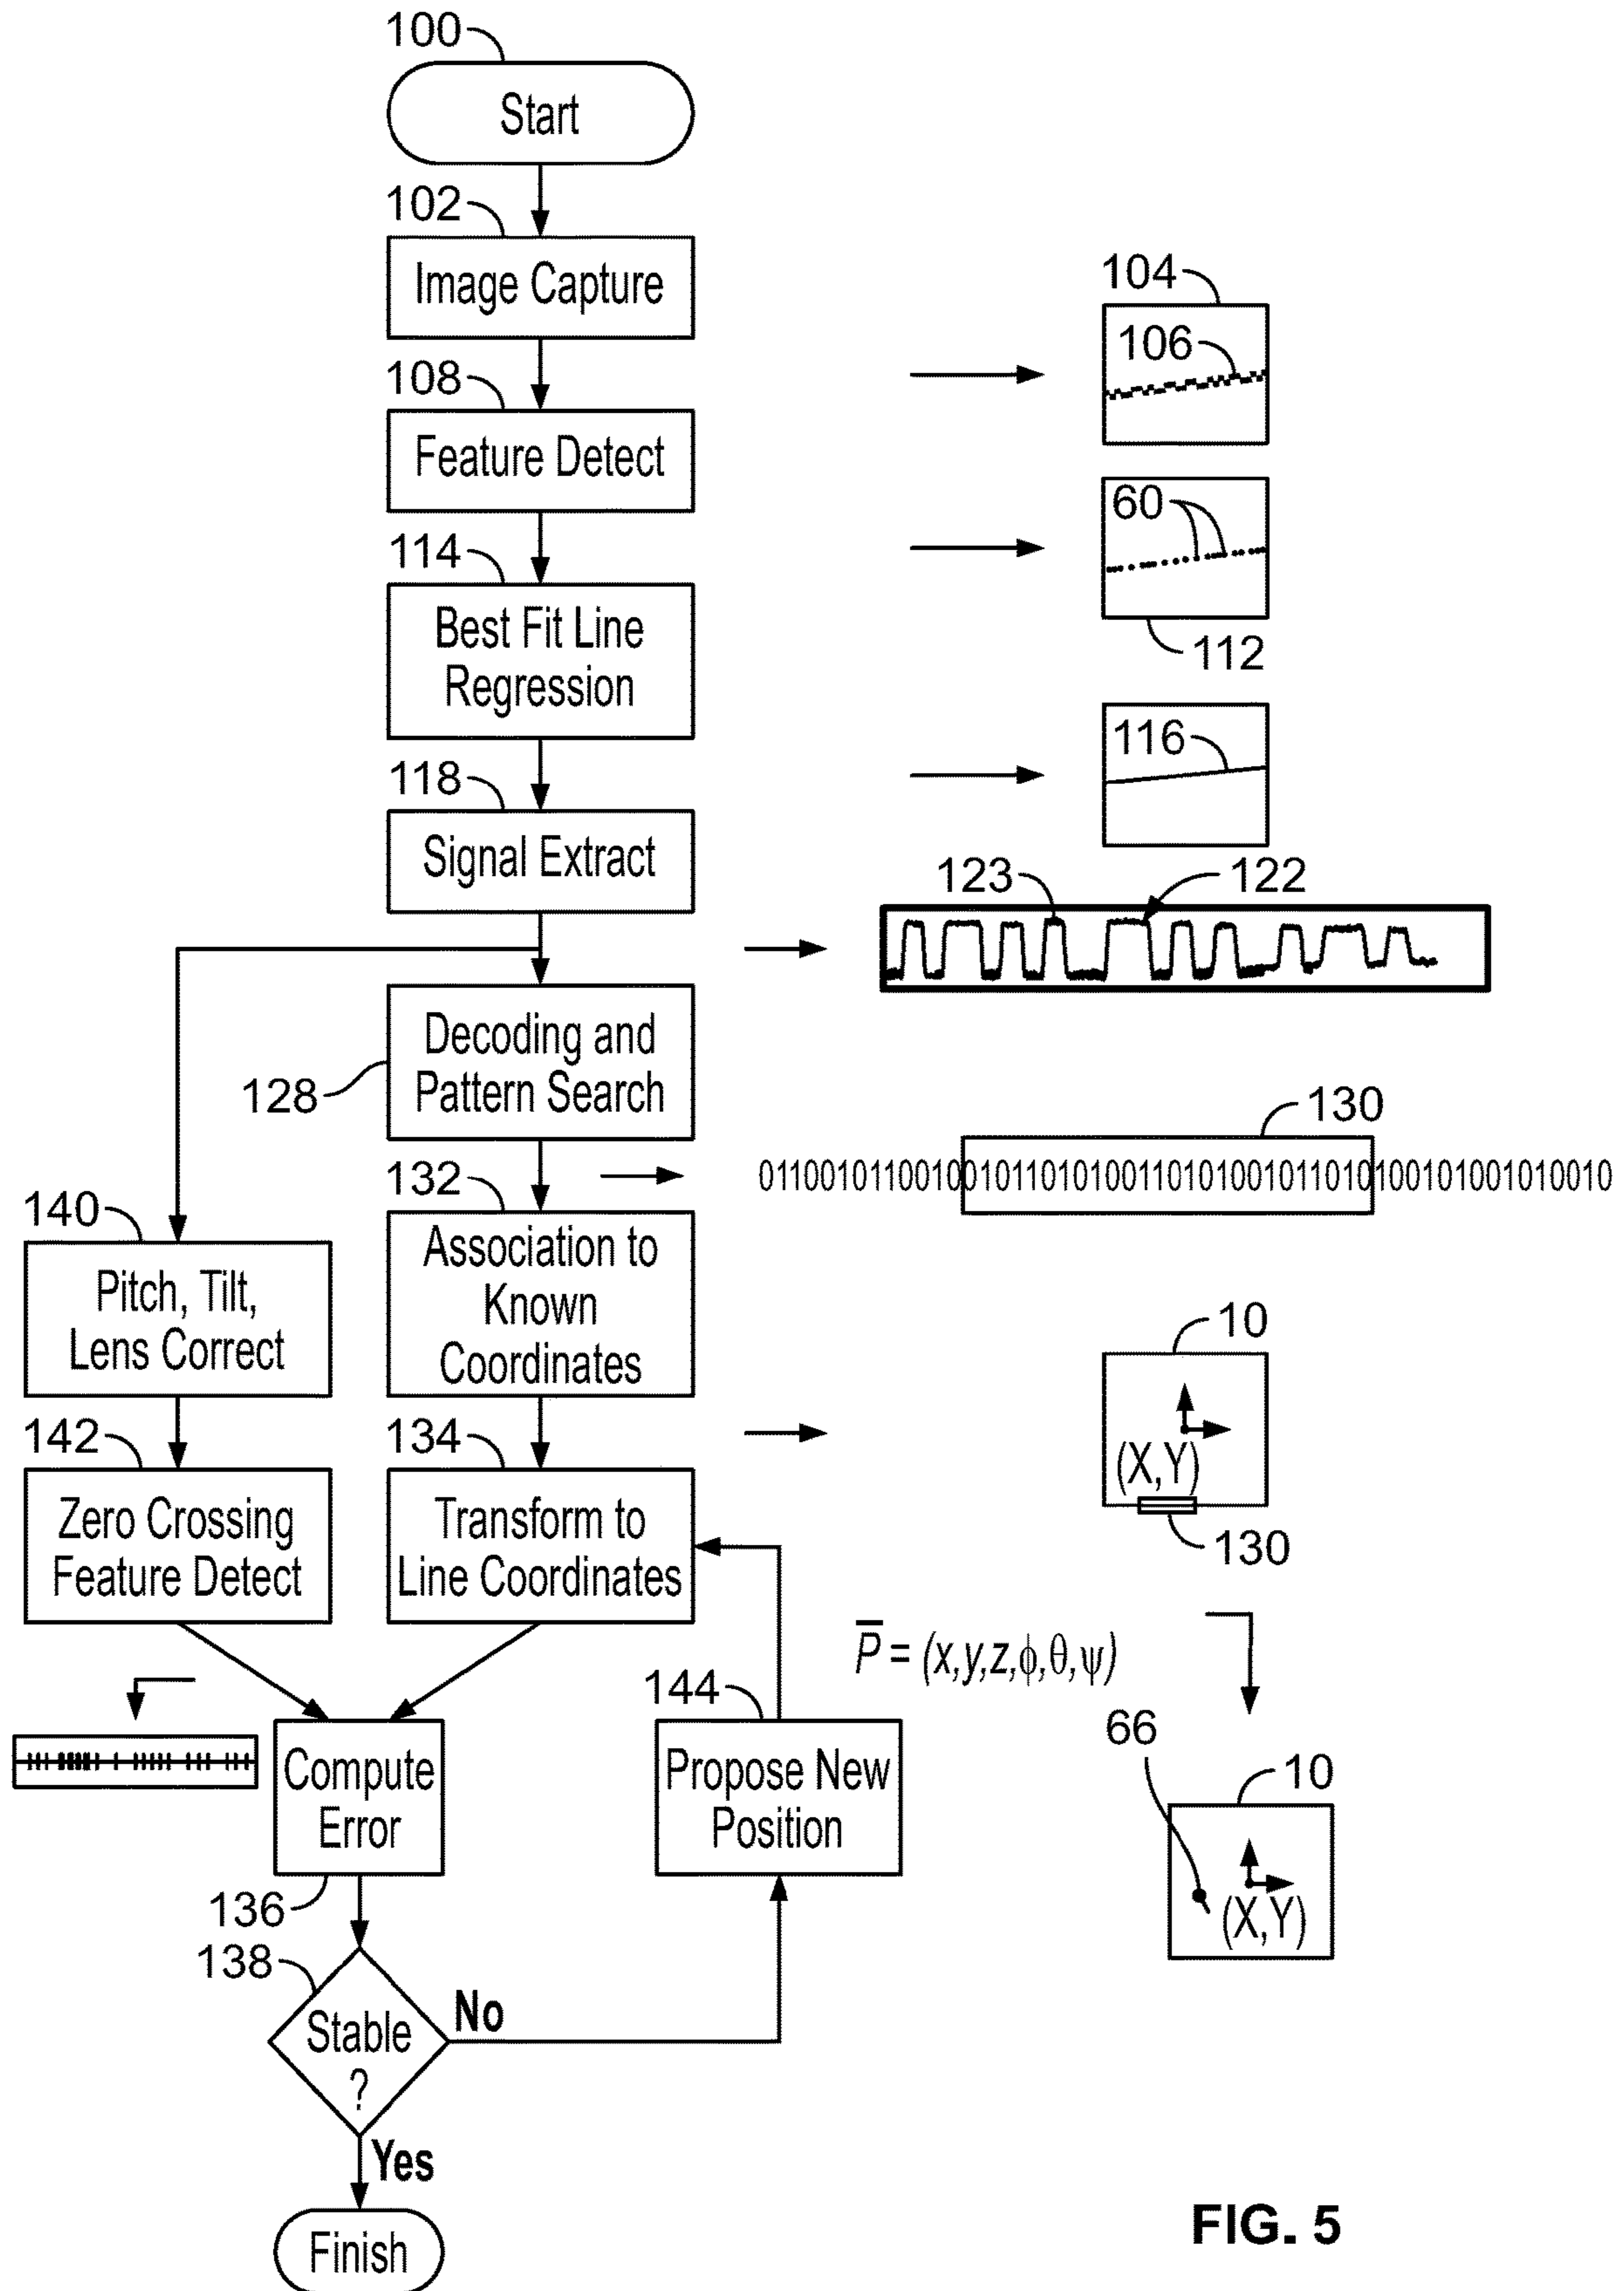 100
Start
102
Image Capture
104
106
108
Feature Detect
60
112
114
Best Fit Line
Regression
116
118
Signal Extract
123
122
Decoding and
Pattern Search
128
130
0110010110010010110101001101010010110101001010010010010
132
140
Association to
Known
Coordinates
Pitch, Tilt,
Lens Correct
10
(X,Y)
130
142
134
Zero Crossing
Feature Detect
Transform to
Line Coordinates
P̅ = (x,y,z,ϕ,θ,ψ)
144
66
10
(X,Y)
Compute
Error
Propose New
Position
136
138
Stable
?
No
Yes
Finish
FIG. 5